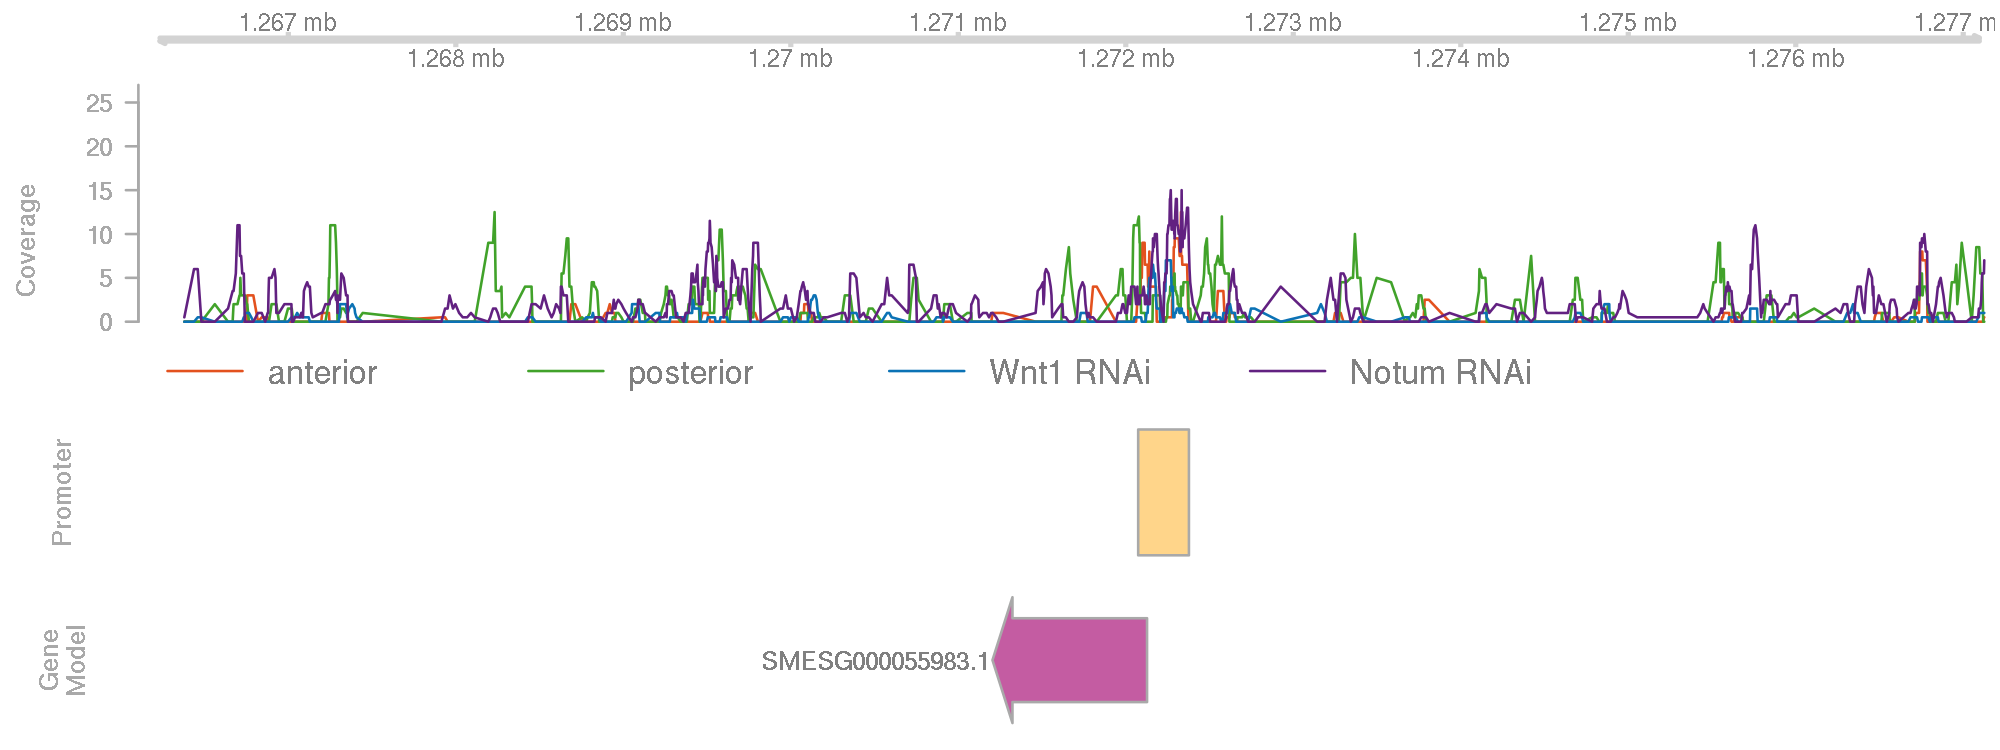 1.267 mb 1.269 mb 1.271 mb 1.273 mb 1.275 mb 1.277 m
1.268 mb 1.27 mb 1.272 mb 1.274 mb 1.276 mb
25
20
15
10
5
0
Coverage
anterior posterior Wnt1 RNAi Notum RNAi
Promoter
Gene
Model
SMESG000055983.1